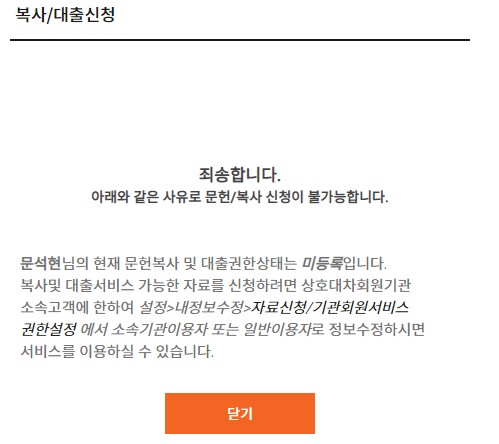 복사/대출신청
죄송합니다.
아래와 같은 사유로 문헌/복사 신청이 불가능합니다.
문석현님의 현재 문헌복사 및 대출권한상태는 미등록입니다.
복사및 대출서비스 가능한 자료를 신청하려면 상호대차회원기관
소속고객에 한하여 설정>내정보수정>자료신청/기관회원서비스
권한설정 에서 소속기관이용자 또는 일반이용자로 정보수정하시면
서비스를 이용하실 수 있습니다.
닫기